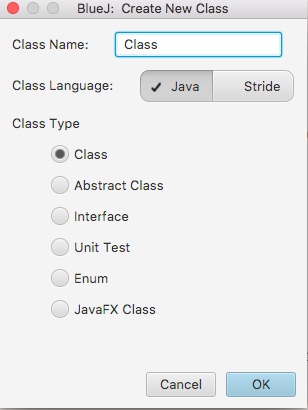 BlueJ: Create New Class
Class Name: Class
Class Language: ✓ Java Stride
Class Type
Class
Abstract Class
Interface
Unit Test
Enum
JavaFX Class
Cancel OK